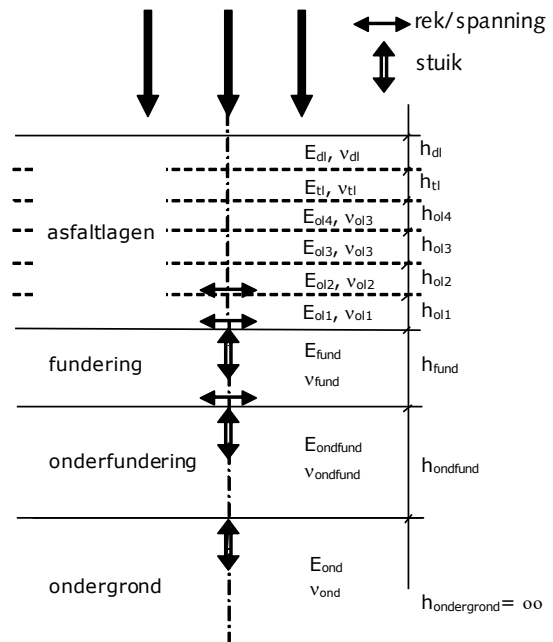 rek/spanning
stuik
E_dl, ν_dl h_dl
E_tl, ν_tl h_tl
E_ol4, ν_ol3 h_ol4
asfaltlagen E_ol3, ν_ol3 h_ol3
E_ol2, ν_ol2 h_ol2
E_ol1, ν_ol1 h_ol1
E_fund
fundering h_fund
ν_fund
E_ondfund
onderfundering h_ondfund
ν_ondfund
E_ond
ondergrond
ν_ond
h_ondergrond = ∞